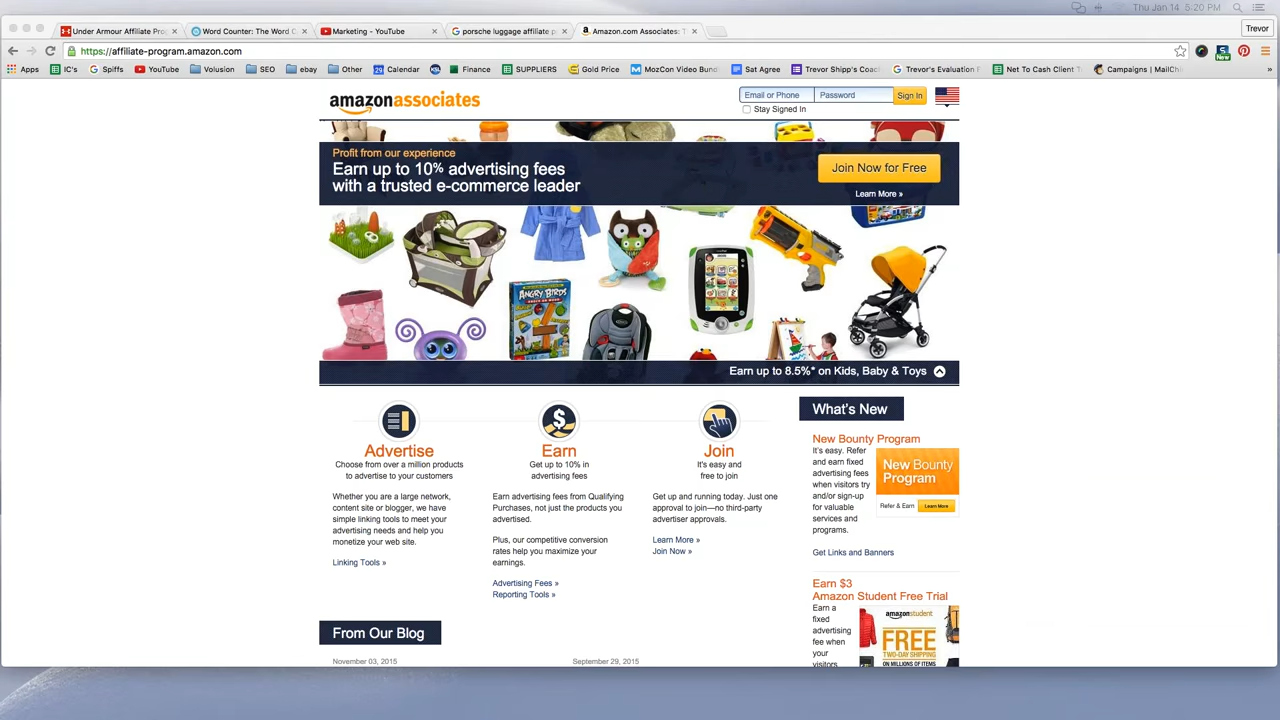 Thu Jan 14 5:20 PM
Under Armour Affiliate Prog
Word Counter: The Word C
Marketing - YouTube
porsche luggage affiliate p
Amazon.com Associates: T
Trevor
https://affiliate-program.amazon.com
New
Apps
IC's
Spiffs
YouTube
Volusion
SEO
ebay
Other
Calendar
KSL
Finance
SUPPLIERS
Gold Price
MozCon Video Bund
Sat Agree
Trevor Shipp's Coac
Trevor's Evaluation
Net To Cash Client T
Campaigns | MailChi
»
amazonassociates
Email or Phone
Password
Sign In
Stay Signed In
Profit from our experience
Earn up to 10% advertising fees
with a trusted e-commerce leader
Join Now for Free
Learn More »
ANGRY BIRDS
Earn up to 8.5%* on Kids, Baby & Toys
Advertise
Choose from over a million products
to advertise to your customers
Whether you are a large network,
content site or blogger, we have
simple linking tools to meet your
advertising needs and help you
monetize your web site.
Linking Tools »
Earn
Get up to 10% in
advertising fees
Earn advertising fees from Qualifying
Purchases, not just the products you
advertised.
Plus, our competitive conversion
rates help you maximize your
earnings.
Advertising Fees »
Reporting Tools »
Join
It's easy and
free to join
Get up and running today. Just one
approval to join—no third-party
advertiser approvals.
Learn More »
Join Now »
What's New
New Bounty Program
It's easy. Refer
and earn fixed
advertising fees
when visitors try
and/or sign-up
for valuable
services and
programs.
New Bounty
Program
Refer & Earn
Learn More
Get Links and Banners
Earn $3
Amazon Student Free Trial
Earn a
fixed
advertising
fee when
your
visitors
amazonstudent
FREE
TWO-DAY SHIPPING
ON MILLIONS OF ITEMS
From Our Blog
November 03, 2015
September 29, 2015